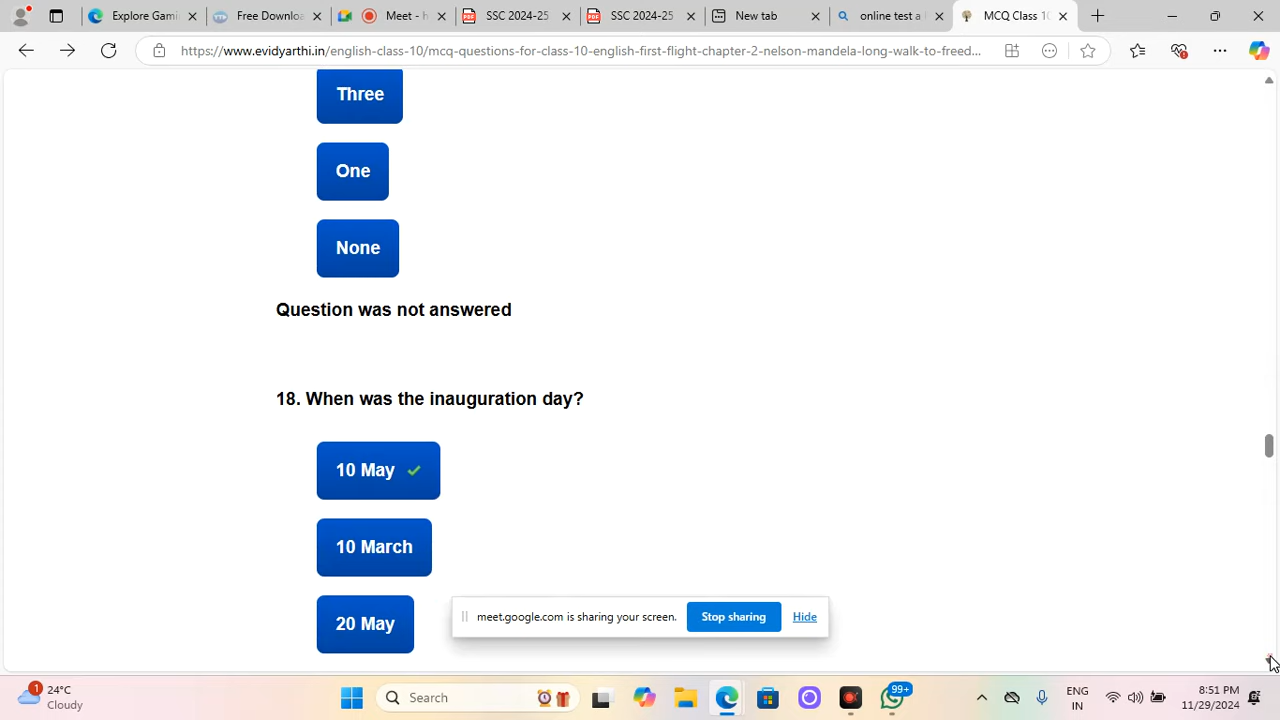 Explore Gami
Free Downloa
Meet - h
SSC 2024-25
SSC 2024-25
New tab
online test a
MCQ Class 10
https://www.evidyarthi.in/english-class-10/mcq-questions-for-class-10-english-first-flight-chapter-2-nelson-mandela-long-walk-to-freed...
Three
One
None
Question was not answered
18. When was the inauguration day?
10 May
10 March
20 May
meet.google.com is sharing your screen. Stop sharing Hide
1
24°C
Cloudy
Search
99+
ENG
IN
8:51 PM
11/29/2024